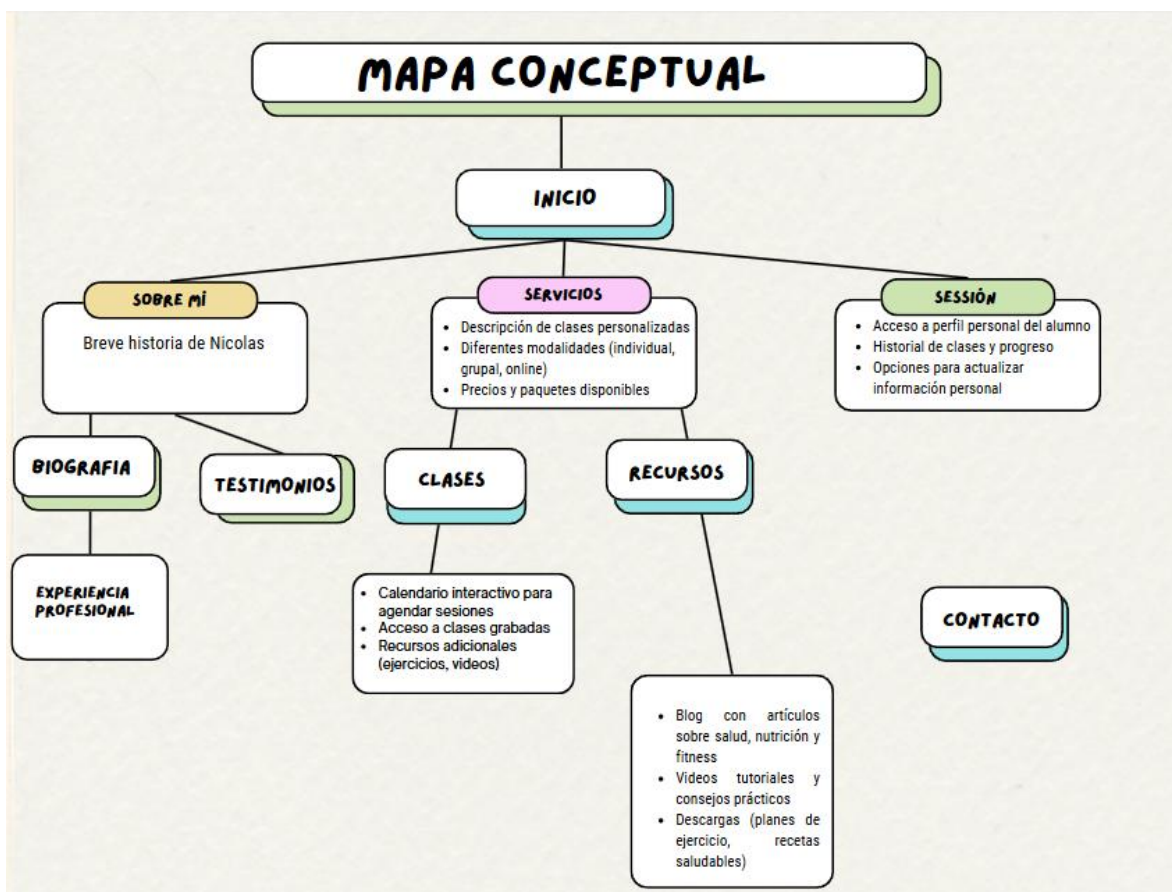 MAPA CONCEPTUAL
INICIO
SOBRE MÍ
Breve historia de Nicolas
SERVICIOS
• Descripción de clases personalizadas
• Diferentes modalidades (individual,
grupal, online)
• Precios y paquetes disponibles
SESSIÓN
• Acceso a perfil personal del alumno
• Historial de clases y progreso
• Opciones para actualizar
información personal
BIOGRAFIA
TESTIMONIOS
CLASES
RECURSOS
EXPERIENCIA
PROFESIONAL
• Calendario interactivo para
agendar sesiones
• Acceso a clases grabadas
• Recursos adicionales
(ejercicios, videos)
CONTACTO
• Blog con artículos
sobre salud, nutrición y
fitness
• Videos tutoriales y
consejos prácticos
• Descargas (planes de
ejercicio, recetas
saludables)